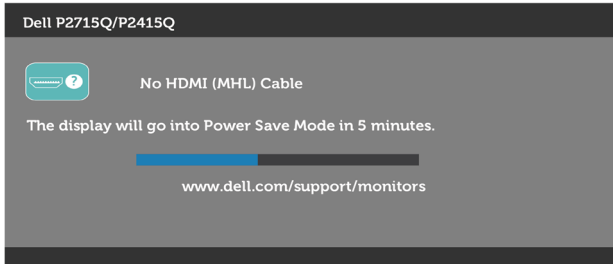 Dell P2715Q/P2415Q
?
No HDMI (MHL) Cable
The display will go into Power Save Mode in 5 minutes.
www.dell.com/support/monitors